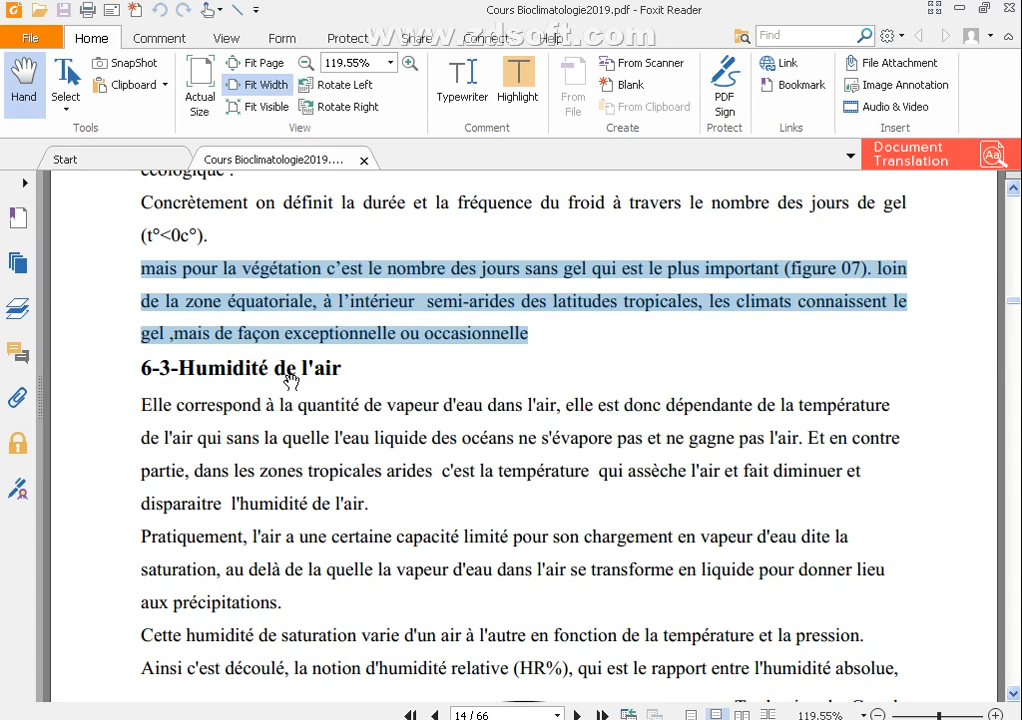 Cours Bioclimatologie2019.pdf - Foxit Reader
File Home Comment View Form Protect Share Connect Help Find
www.zdsoft.com
Hand Select SnapShot Clipboard
Actual Size Fit Page Fit Width Fit Visible 119.55% Rotate Left Rotate Right
Typewriter Highlight
From File From Scanner Blank From Clipboard
PDF Sign
Link Bookmark
File Attachment Image Annotation Audio & Video
Tools View Comment Create Protect Links Insert
Start Cours Bioclimatologie2019....
Document Translation
écologique :
Concrètement on définit la durée et la fréquence du froid à travers le nombre des jours de gel
(t°<0c°).
mais pour la végétation c’est le nombre des jours sans gel qui est le plus important (figure 07). loin
de la zone équatoriale, à l’intérieur semi-arides des latitudes tropicales, les climats connaissent le
gel ,mais de façon exceptionnelle ou occasionnelle
6-3-Humidité de l'air
Elle correspond à la quantité de vapeur d'eau dans l'air, elle est donc dépendante de la température
de l'air qui sans la quelle l'eau liquide des océans ne s'évapore pas et ne gagne pas l'air. Et en contre
partie, dans les zones tropicales arides c'est la température qui assèche l'air et fait diminuer et
disparaitre l'humidité de l'air.
Pratiquement, l'air a une certaine capacité limité pour son chargement en vapeur d'eau dite la
saturation, au delà de la quelle la vapeur d'eau dans l'air se transforme en liquide pour donner lieu
aux précipitations.
Cette humidité de saturation varie d'un air à l'autre en fonction de la température et la pression.
Ainsi c'est découlé, la notion d'humidité relative (HR%), qui est le rapport entre l'humidité absolue,
14 / 66
119.55%